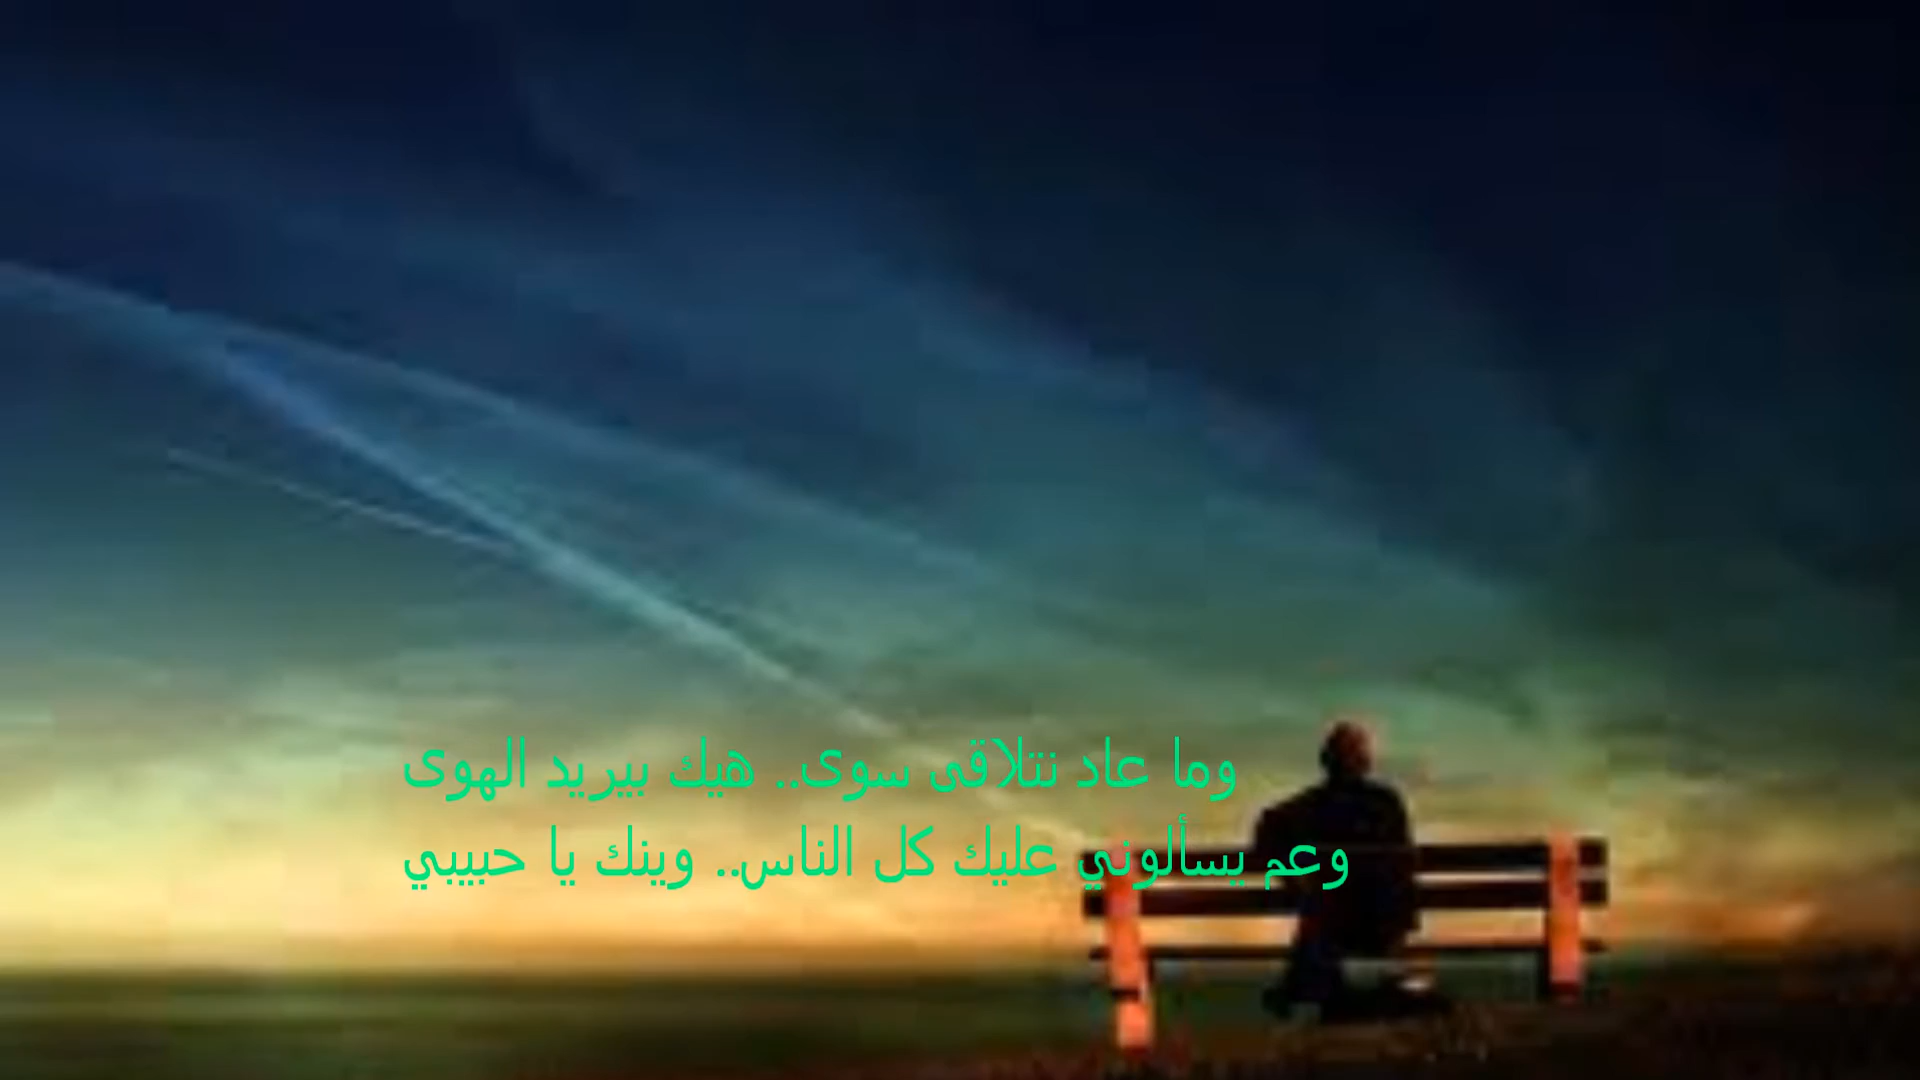 وما عاد نتلاقى سوى.. هيك بيريد الهوى
وعم يسألوني عليك كل الناس.. وينك يا حبيبي